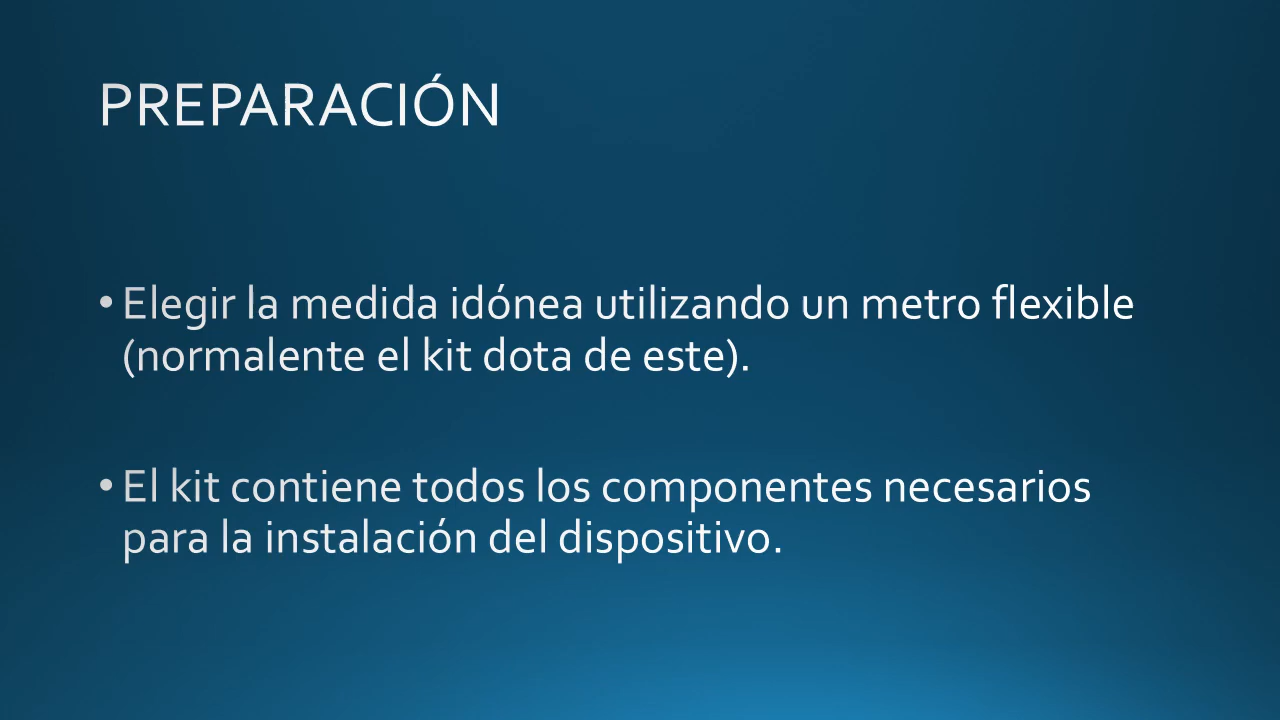 PREPARACIÓN
• Elegir la medida idónea utilizando un metro flexible
(normalente el kit dota de este).
• El kit contiene todos los componentes necesarios
para la instalación del dispositivo.